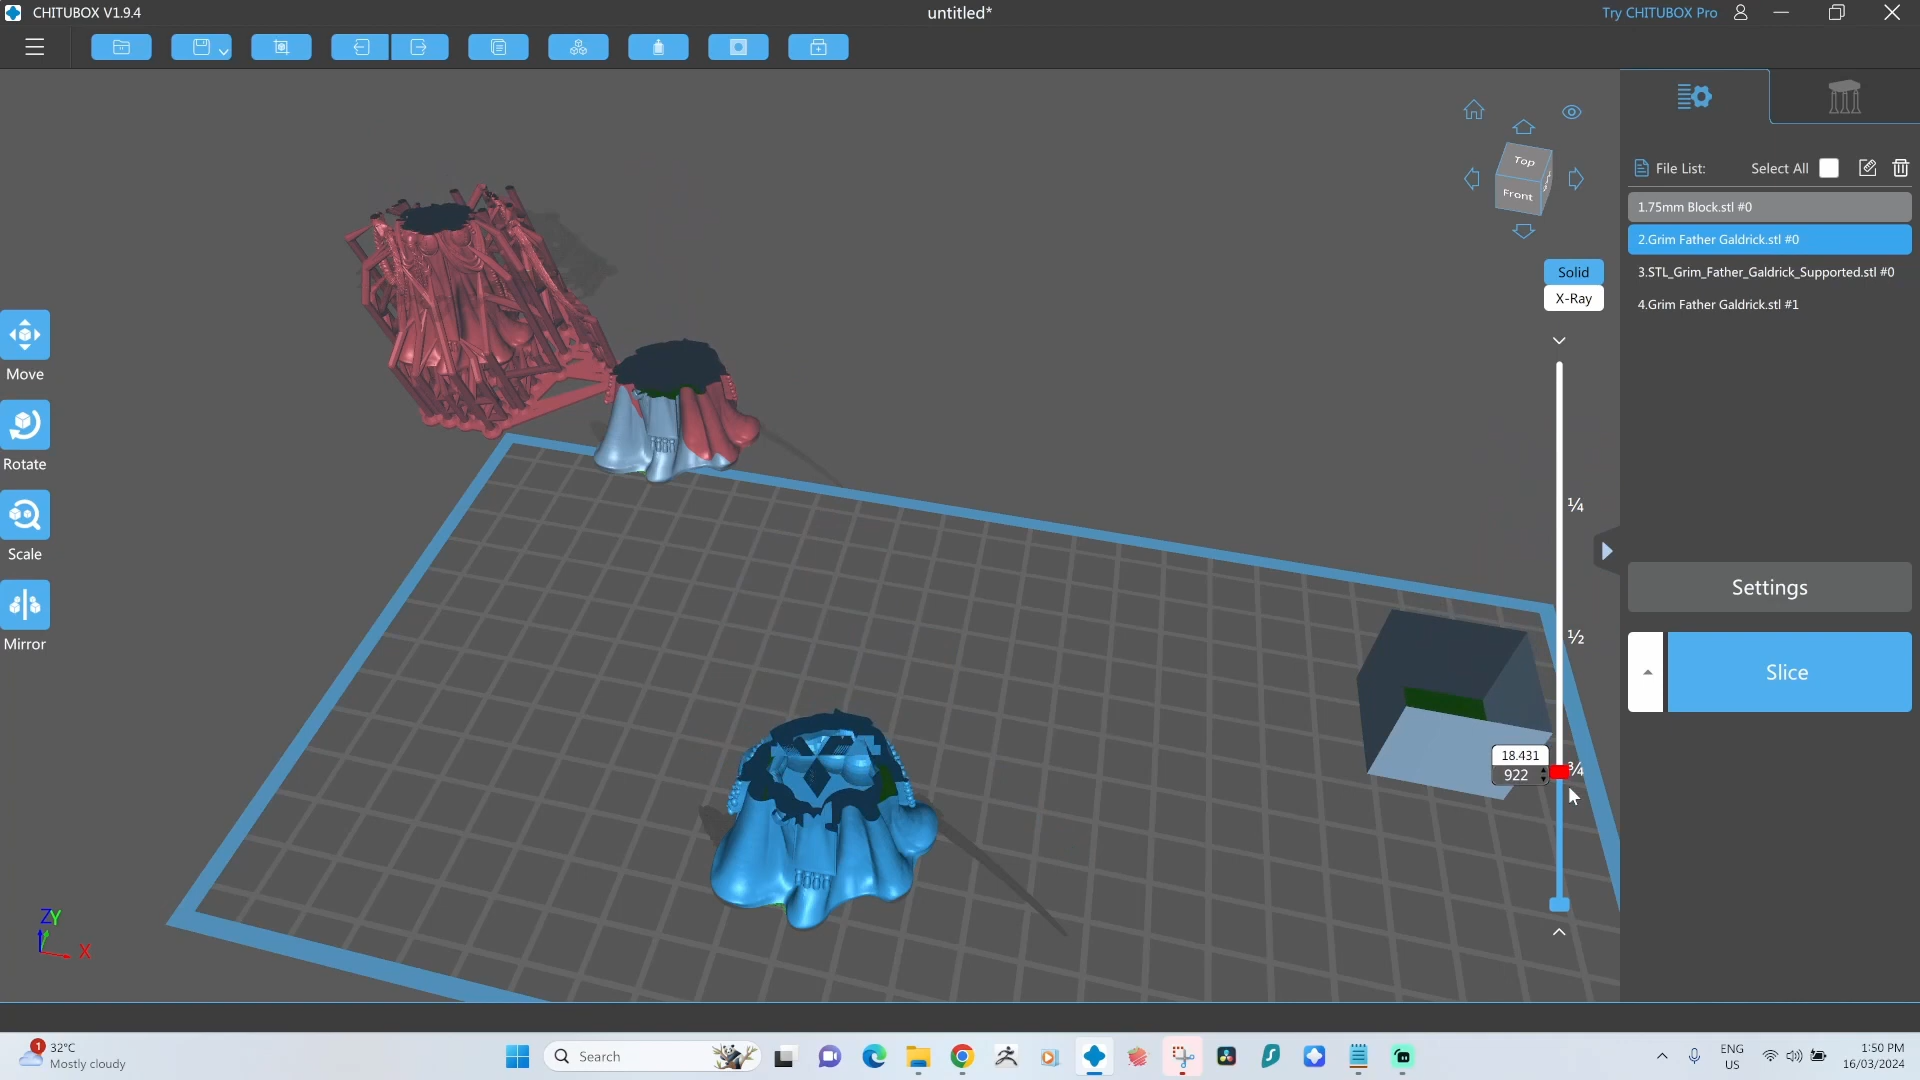 CHITUBOX V1.9.4
untitled*
Try CHITUBOX Pro
File List:
Select All
1.75mm Block.stl #0
2.Grim Father Galdrick.stl #0
3.STL_Grim_Father_Galdrick_Supported.stl #0
4.Grim Father Galdrick.stl #1
Top
Front
Solid
X-Ray
Move
Rotate
Scale
Mirror
¼
½
¾
18.431
922
Settings
Slice
Z
Y
X
1
32°C
Mostly cloudy
Search
ENG
US
1:50 PM
16/03/2024